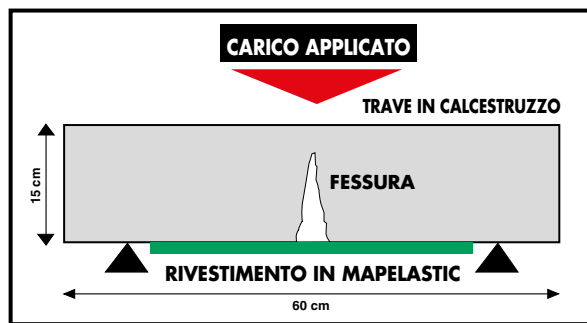 CARICO APPLICATO
TRAVE IN CALCESTRUZZO
15 cm
FESSURA
RIVESTIMENTO IN MAPELASTIC
60 cm